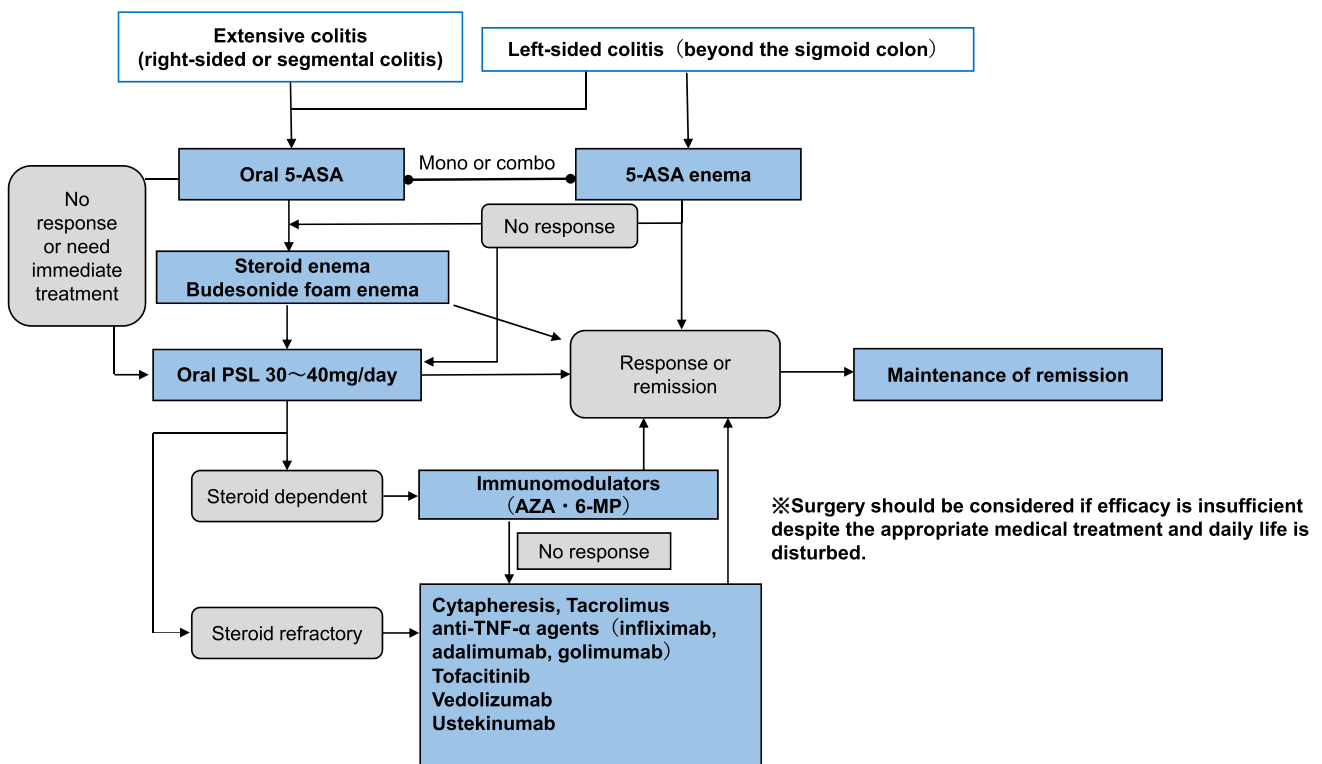 Extensive colitis
(right-sided or segmental colitis)
Left-sided colitis（beyond the sigmoid colon）
Oral 5-ASA
Mono or combo
5-ASA enema
No
response
or need
immediate
treatment
No response
Steroid enema
Budesonide foam enema
Oral PSL 30～40mg/day
Response or
remission
Maintenance of remission
Steroid dependent
Immunomodulators
（AZA・6-MP）
※Surgery should be considered if efficacy is insufficient
despite the appropriate medical treatment and daily life is
disturbed.
No response
Steroid refractory
Cytapheresis, Tacrolimus
anti-TNF-α agents（infliximab,
adalimumab, golimumab）
Tofacitinib
Vedolizumab
Ustekinumab